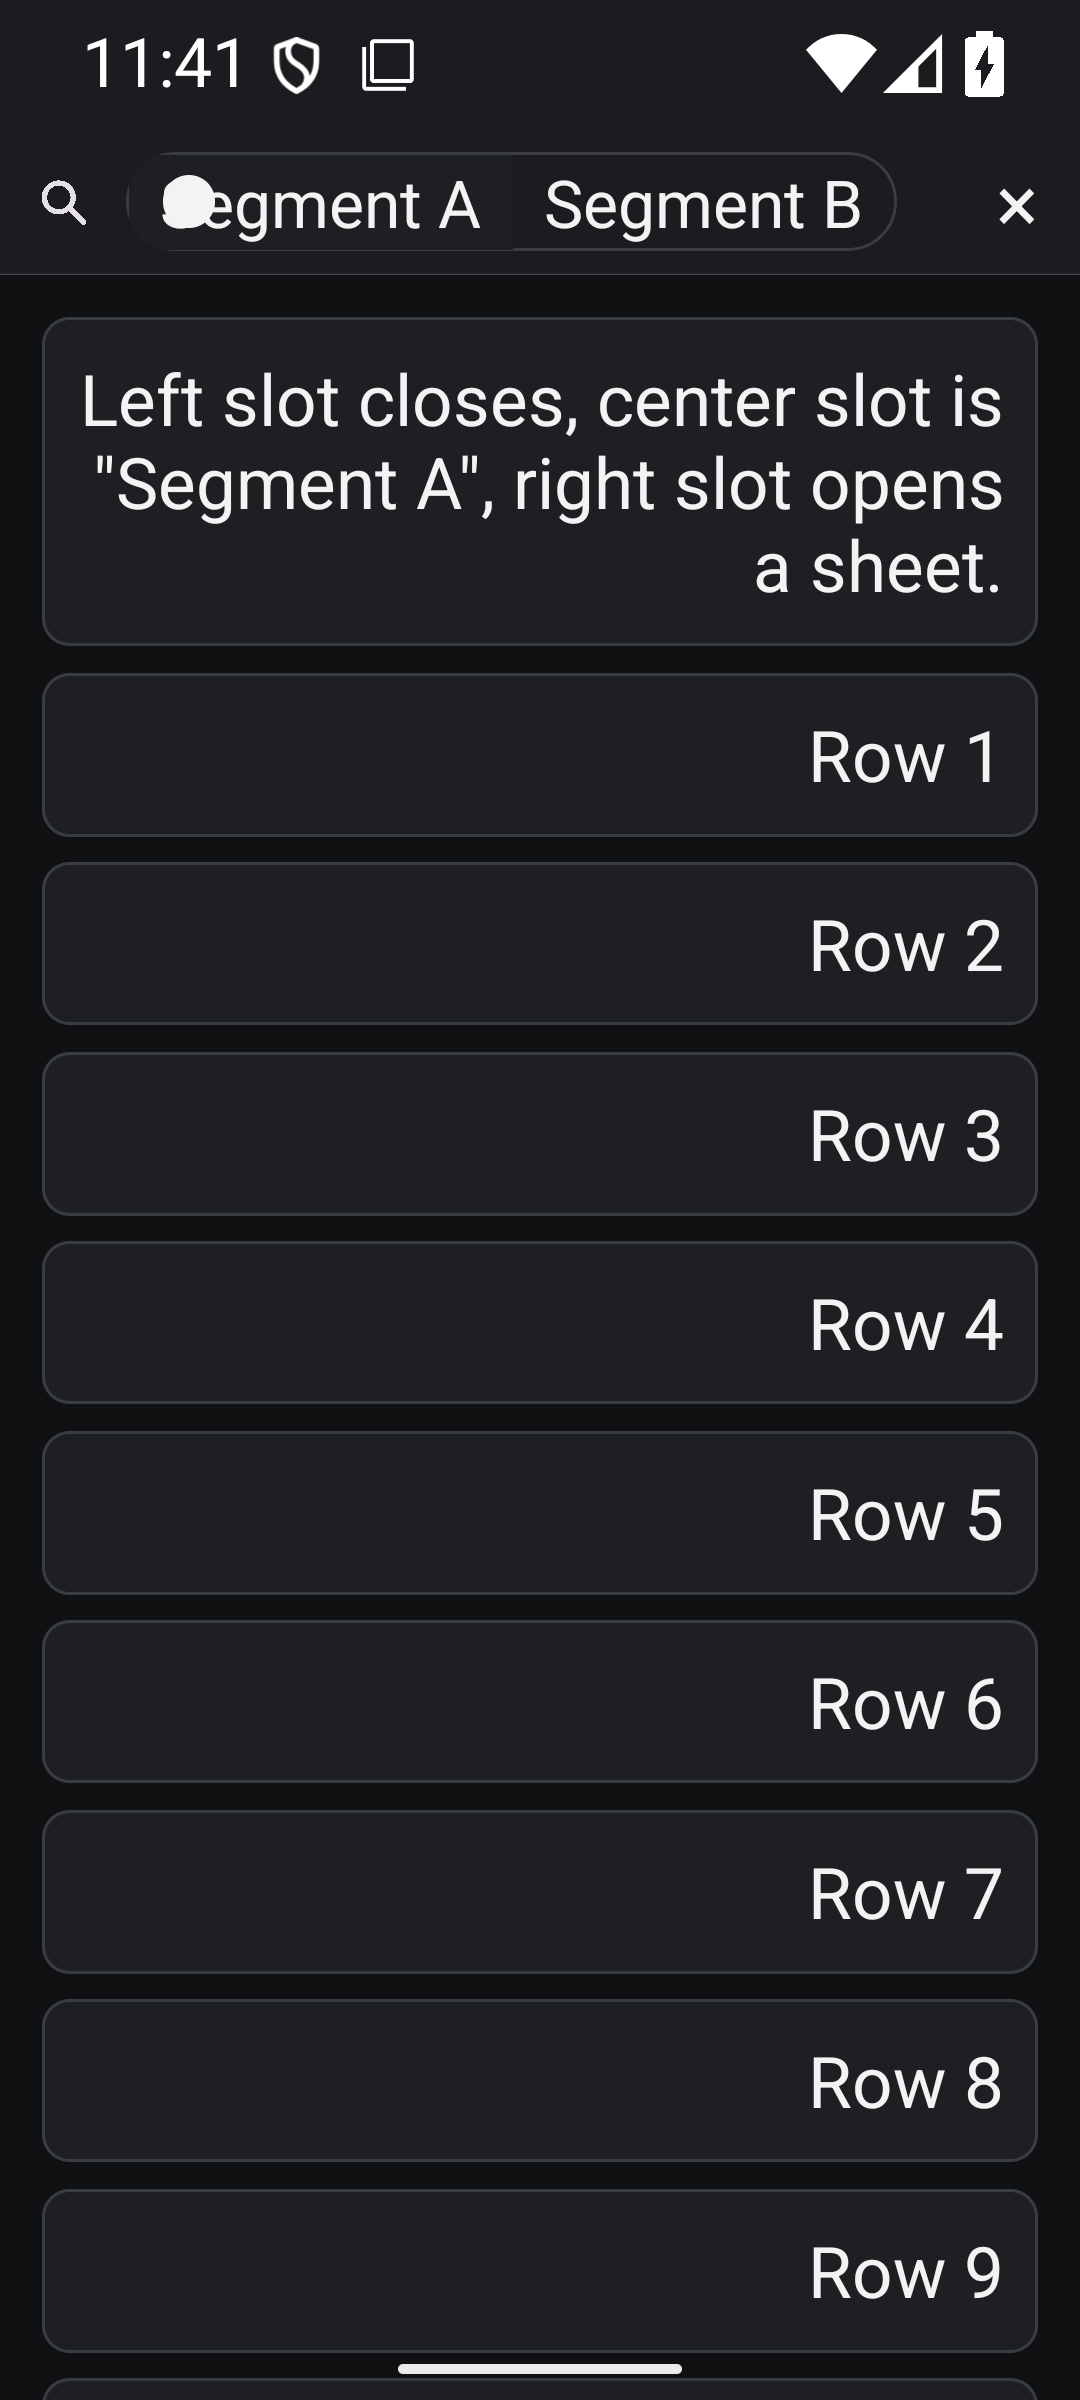 11:41
Segment A Segment B
Left slot closes, center slot is
"Segment A", right slot opens
a sheet.
Row 1
Row 2
Row 3
Row 4
Row 5
Row 6
Row 7
Row 8
Row 9